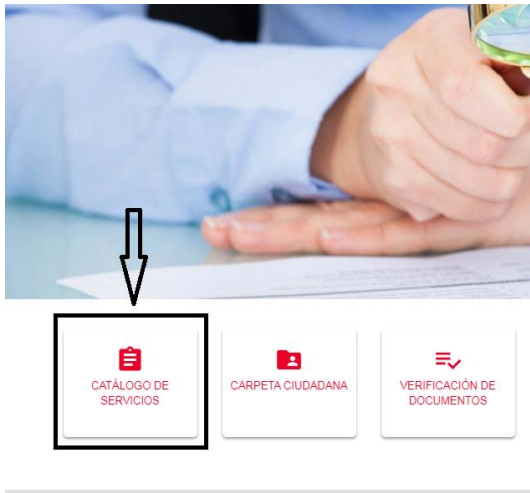 CATÁLOGO DE
SERVICIOS
CARPETA CIUDADANA
VERIFICACIÓN DE
DOCUMENTOS